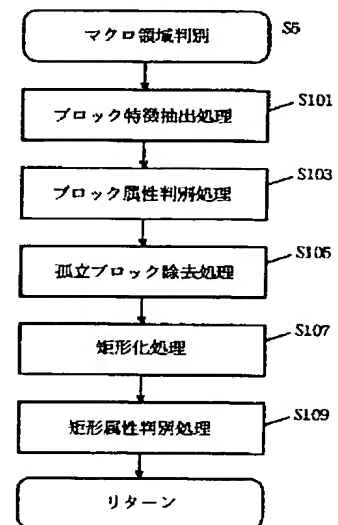 マクロ領域判別
S5
ブロック特徴抽出処理
S101
ブロック属性判別処理
S103
孤立ブロック除去処理
S105
矩形化処理
S107
矩形属性判別処理
S109
リターン